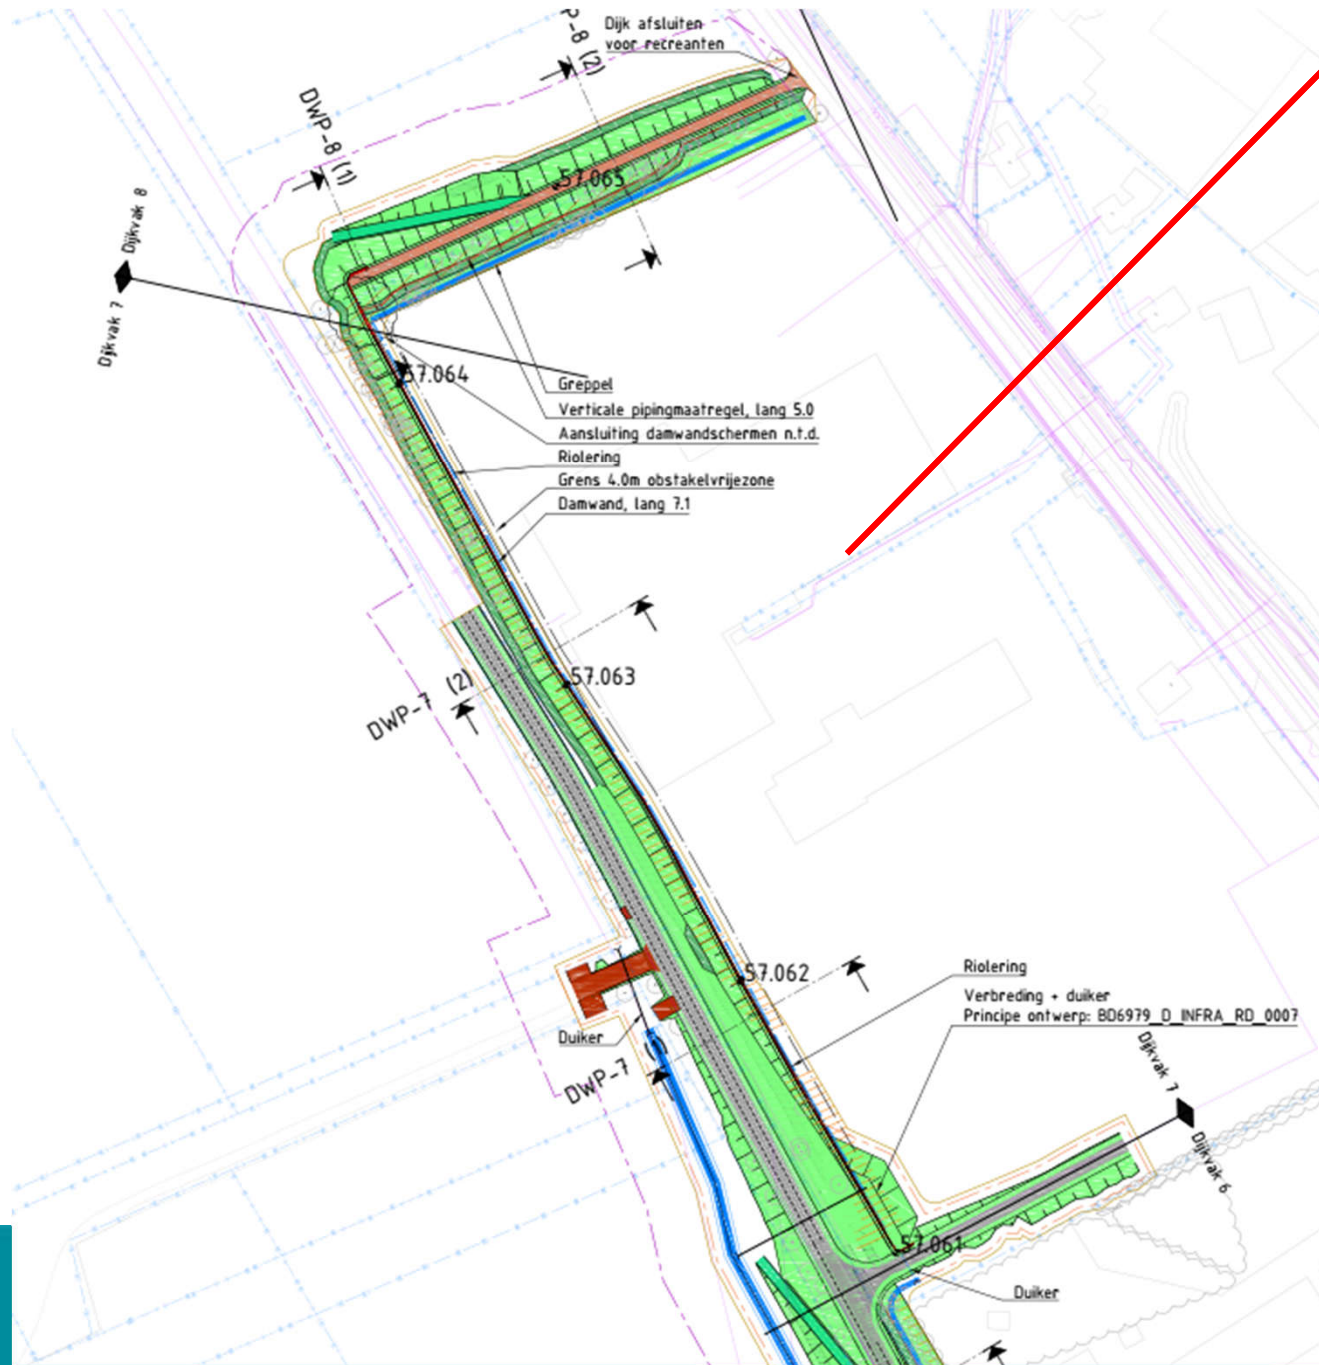 Dijk afsluiten
voor recreanten
P-8 (2)
DWP-8 (1)
57.065
Dijkvak 8
Dijkvak 7
57.064
Greppel
Verticale pipingmaatregel, lang 5.0
Aansluiting damwandschermen n.t.d.
Riolering
Grens 4.0m obstakelvrijezone
Damwand, lang 7.1
57.063
DWP-7 (2)
57.062
Riolering
Verbreding + duiker
Principe ontwerp: BD6979_D_INFRA_RD_0007
Duiker
DWP-7
Dijkvak 7
Dijkvak 6
57.061
Duiker